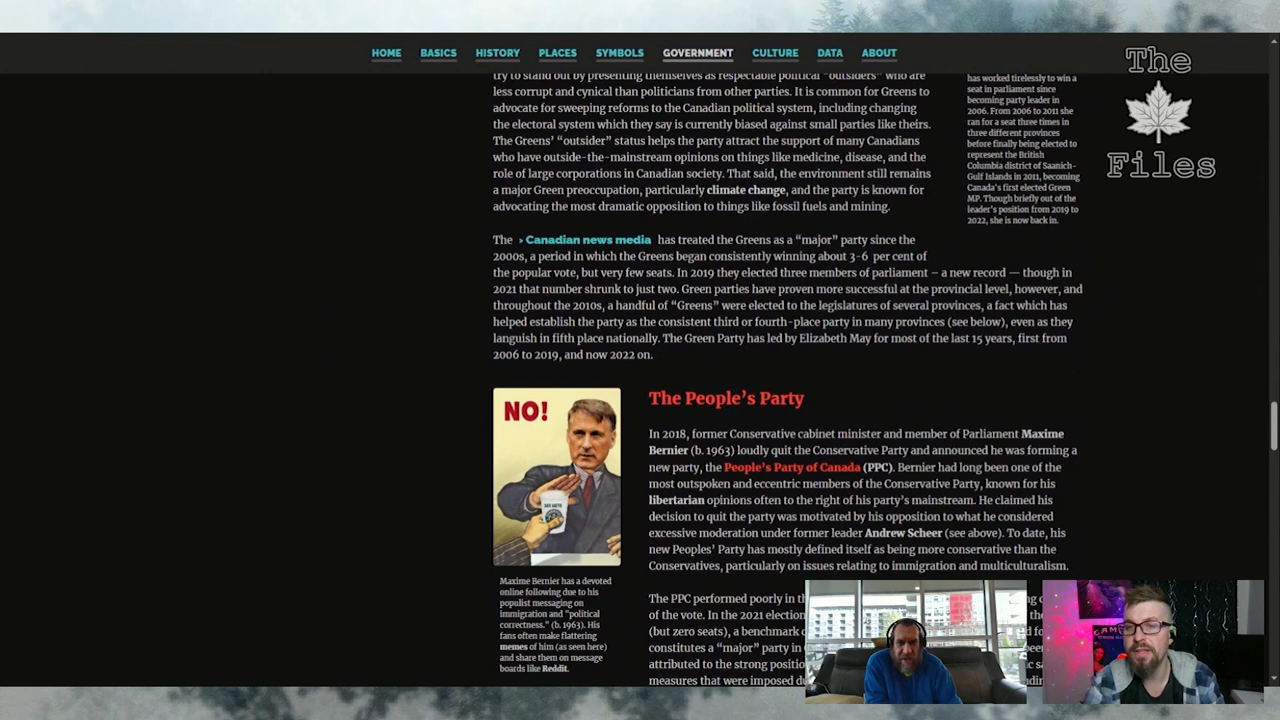 HOME BASICS HISTORY PLACES SYMBOLS GOVERNMENT CULTURE DATA ABOUT
The
Files
try to stand out by presenting themselves as respectable political “outsiders” who are
less corrupt and cynical than politicians from other parties. It is common for Greens to
advocate for sweeping reforms to the Canadian political system, including changing
the electoral system which they say is currently biased against small parties like theirs.
The Greens’ “outsider” status helps the party attract the support of many Canadians
who have outside-the-mainstream opinions on things like medicine, disease, and the
role of large corporations in Canadian society. That said, the environment still remains
a major Green preoccupation, particularly climate change, and the party is known for
advocating the most dramatic opposition to things like fossil fuels and mining.
has worked tirelessly to win a
seat in parliament since
becoming party leader in
2006. From 2006 to 2011 she
ran for a seat three times in
three different provinces
before finally being elected to
represent the British
Columbia district of Saanich-
Gulf Islands in 2011, becoming
Canada's first elected Green
MP. Though briefly out of the
leader's position from 2019 to
2022, she is now back in.
The › Canadian news media has treated the Greens as a “major” party since the
2000s, a period in which the Greens began consistently winning about 3-6 per cent of
the popular vote, but very few seats. In 2019 they elected three members of parliament – a new record — though in
2021 that number shrunk to just two. Green parties have proven more successful at the provincial level, however, and
throughout the 2010s, a handful of “Greens” were elected to the legislatures of several provinces, a fact which has
helped establish the party as the consistent third or fourth-place party in many provinces (see below), even as they
languish in fifth place nationally. The Green Party has led by Elizabeth May for most of the last 15 years, first from
2006 to 2019, and now 2022 on.
NO!
Maxime Bernier has a devoted
online following due to his
populist messaging on
immigration and "political
correctness." (b. 1963). His
fans often make flattering
memes of him (as seen here)
and share them on message
boards like Reddit.
The People’s Party
In 2018, former Conservative cabinet minister and member of Parliament Maxime
Bernier (b. 1963) loudly quit the Conservative Party and announced he was forming a
new party, the People’s Party of Canada (PPC). Bernier had long been one of the
most outspoken and eccentric members of the Conservative Party, known for his
libertarian opinions often to the right of his party’s mainstream. He claimed his
decision to quit the party was motivated by his opposition to what he considered
excessive moderation under former leader Andrew Scheer (see above). To date, his
new Peoples’ Party has mostly defined itself as being more conservative than the
Conservatives, particularly on issues relating to immigration and multiculturalism.
The PPC performed poorly in
of the vote. In the 2021 election
(but zero seats), a benchmark
constitutes a “major” party in
attributed to the strong
measures that were imposed